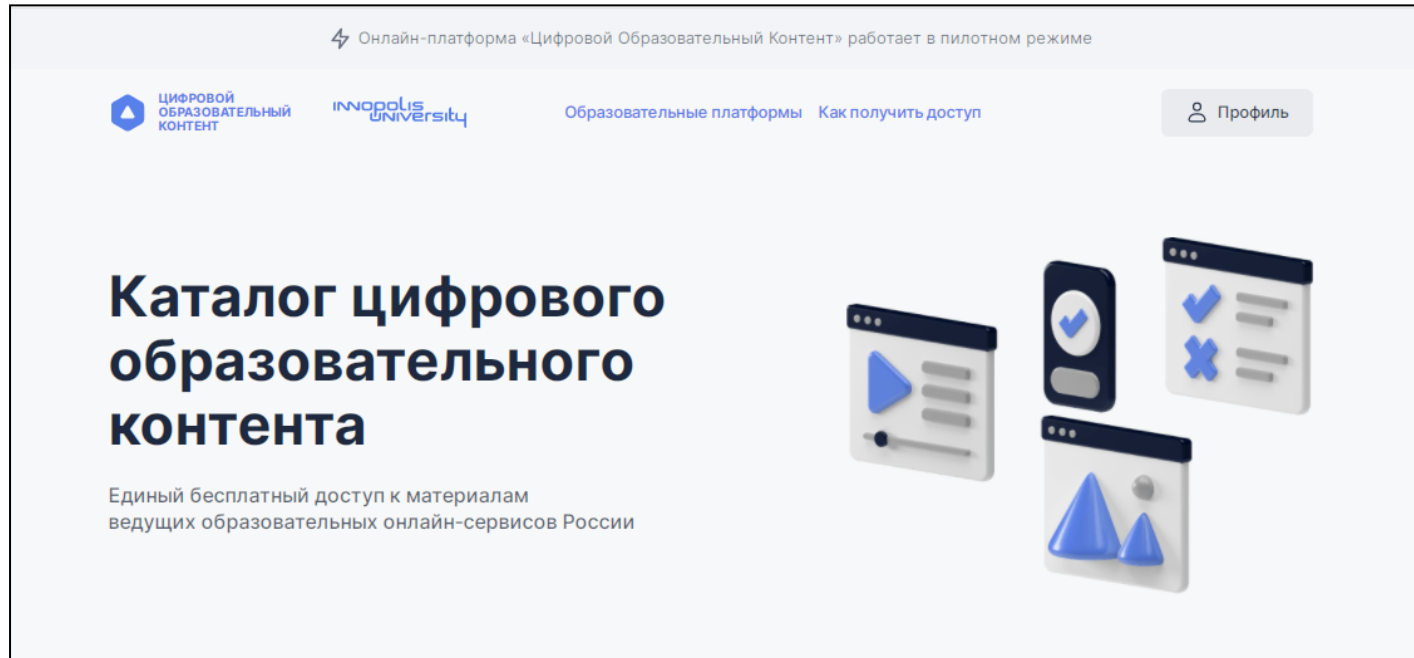 Онлайн-платформа «Цифровой Образовательный Контент» работает в пилотном режиме
ЦИФРОВОЙ
ОБРАЗОВАТЕЛЬНЫЙ
КОНТЕНТ
innopolis
university
Образовательные платформы
Как получить доступ
Профиль
Каталог цифрового
образовательного
контента
Единый бесплатный доступ к материалам
ведущих образовательных онлайн-сервисов России